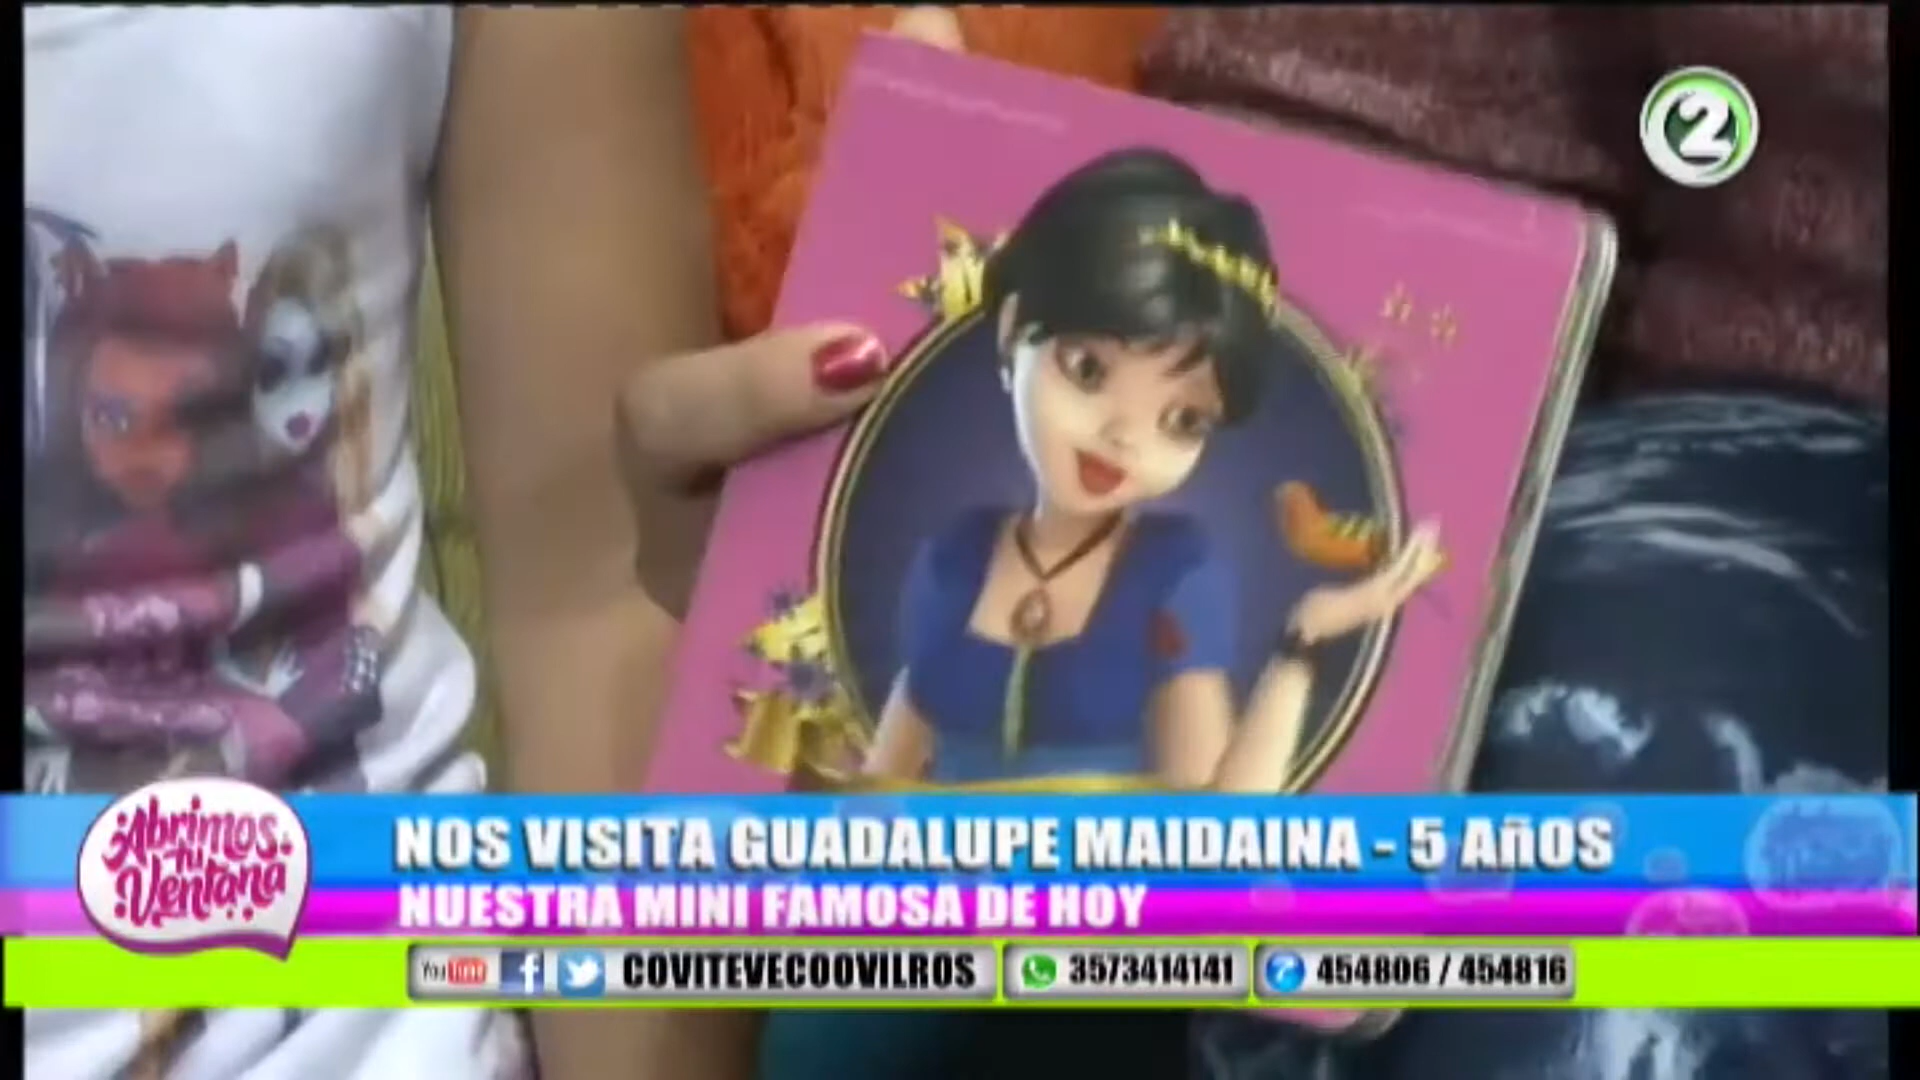 2
NOS VISITA GUADALUPE MAIDAINA - 5 AñOS
Abrimos
tu
Ventana
NUESTRA MINI FAMOSA DE HOY
YouTube COVITEVECOOVILROS 3573414141 454806 / 454816